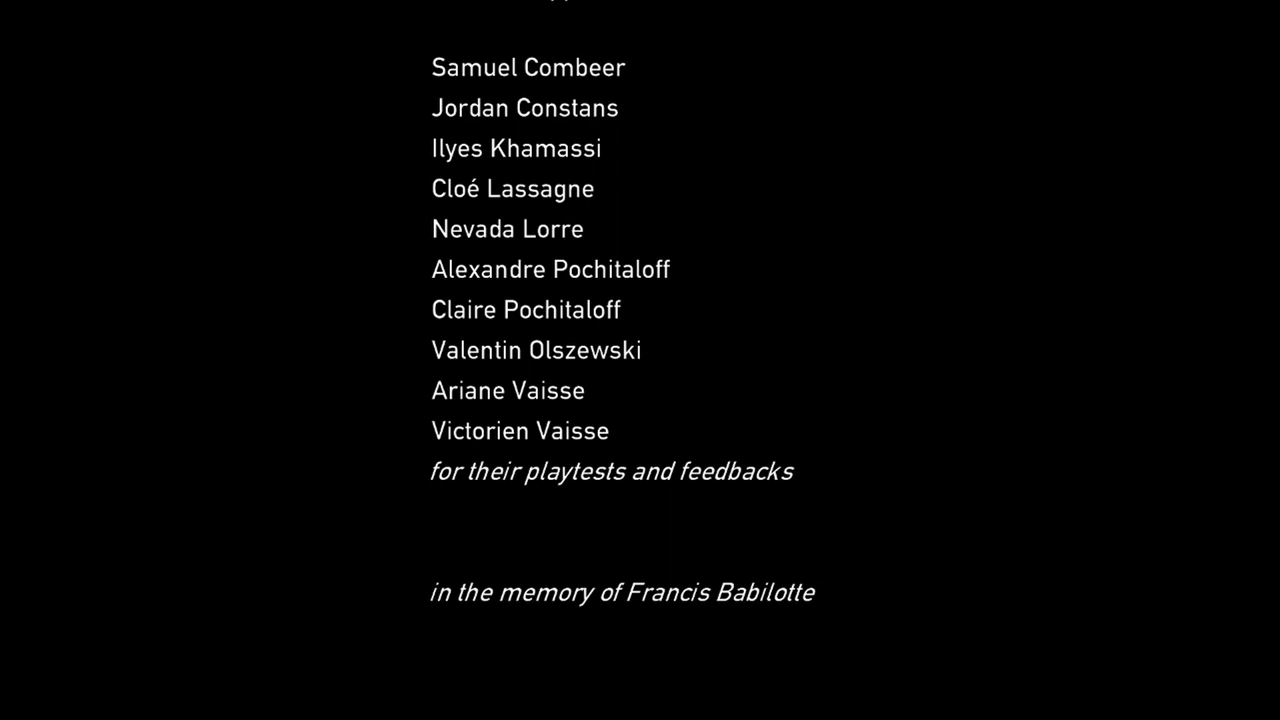 Samuel Combeer
Jordan Constans
Ilyes Khamassi
Cloé Lassagne
Nevada Lorre
Alexandre Pochitaloff
Claire Pochitaloff
Valentin Olszewski
Ariane Vaisse
Victorien Vaisse
for their playtests and feedbacks
in the memory of Francis Babilotte